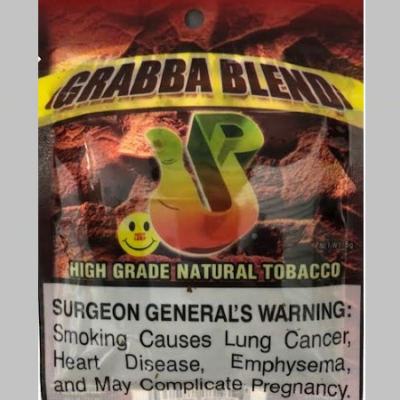 GRABBA BLEND
UP
HIGH GRADE NATURAL TOBACCO
SURGEON GENERAL'S WARNING:
Smoking Causes Lung Cancer,
Heart Disease, Emphysema,
and May Complicate Pregnancy.